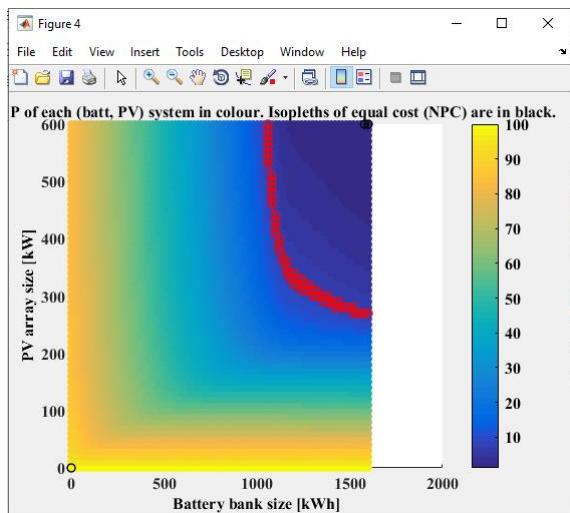 Figure 4
File Edit View Insert Tools Desktop Window Help
P of each (batt, PV) system in colour. Isopleths of equal cost (NPC) are in black.
600
500
400
300
200
100
0
PV array size [kW]
0 500 1000 1500 2000
Battery bank size [kWh]
100
90
80
70
60
50
40
30
20
10